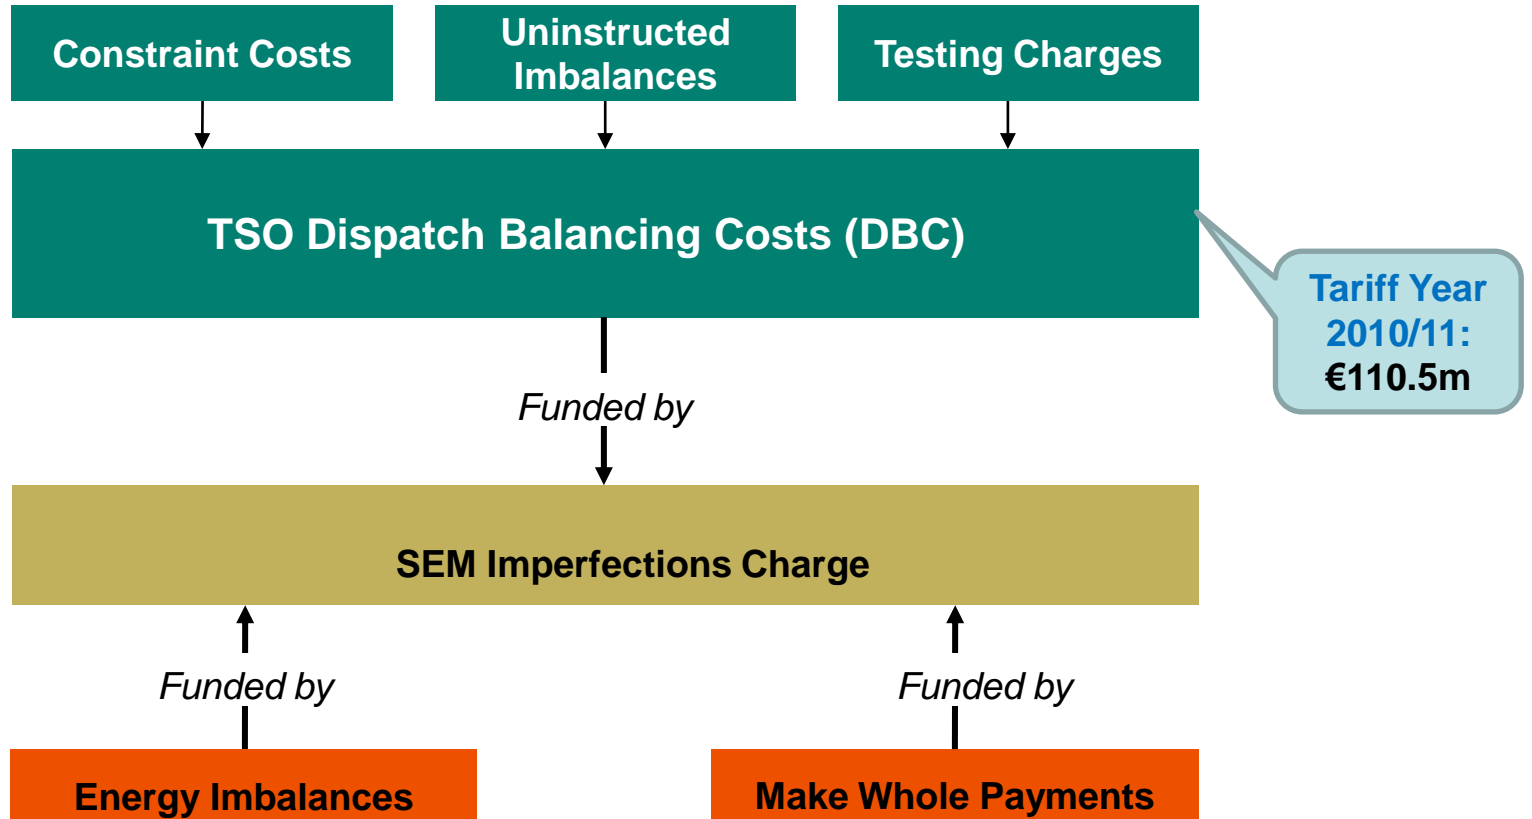 Constraint Costs
Uninstructed
Imbalances
Testing Charges
TSO Dispatch Balancing Costs (DBC)
Tariff Year
2010/11:
€110.5m
Funded by
SEM Imperfections Charge
Funded by
Funded by
Energy Imbalances
Make Whole Payments